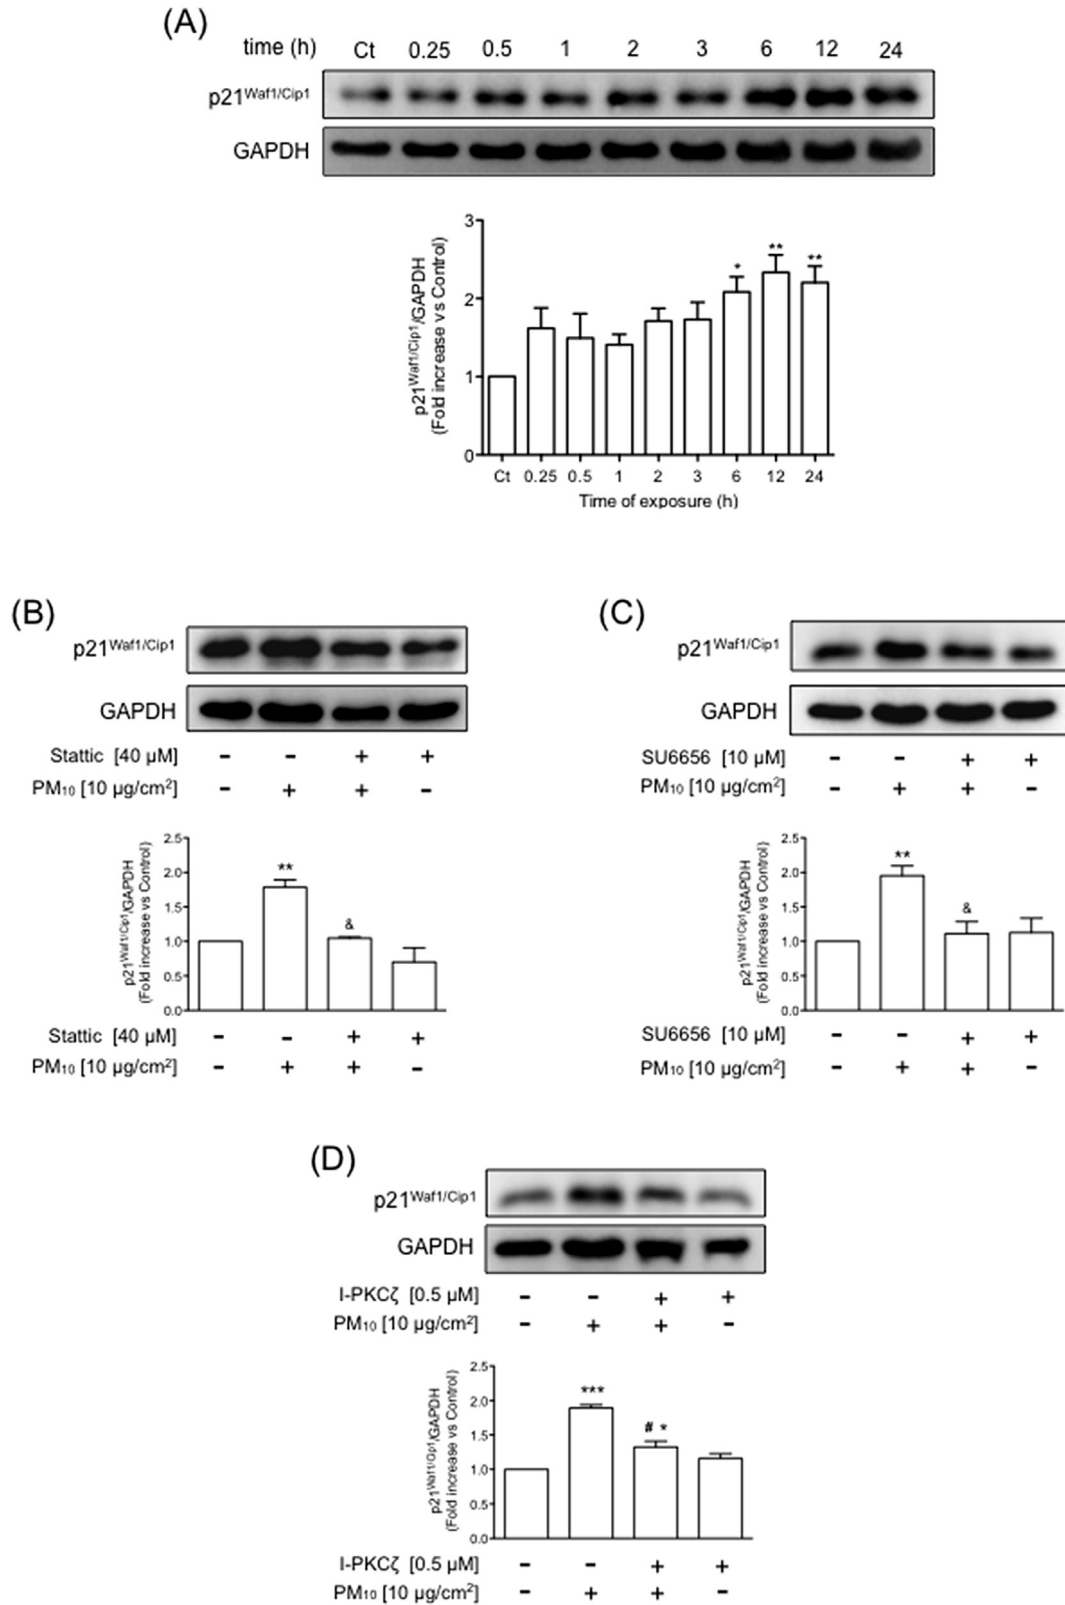 (A)
time (h) Ct 0.25 0.5 1 2 3 6 12 24
p21Waf1/Cip1
GAPDH
p21Waf1/Cip1/GAPDH
(Fold increase vs Control)
3
2
1
0
* ** **
Ct 0.25 0.5 1 2 3 6 12 24
Time of exposure (h)
(B)
p21Waf1/Cip1
GAPDH
Stattic [40 µM] - - + +
PM10 [10 µg/cm2] - + + -
p21Waf1/Cip1/GAPDH
(Fold increase vs Control)
2.5
2.0
1.5
1.0
0.5
0.0
** &
Stattic [40 µM] - - + +
PM10 [10 µg/cm2] - + + -
(C)
p21Waf1/Cip1
GAPDH
SU6656 [10 µM] - - + +
PM10 [10 µg/cm2] - + + -
p21Waf1/Cip1/GAPDH
(Fold increase vs Control)
2.5
2.0
1.5
1.0
0.5
0.0
** &
SU6656 [10 µM] - - + +
PM10 [10 µg/cm2] - + + -
(D)
p21Waf1/Cip1
GAPDH
I-PKCζ [0.5 µM] - - + +
PM10 [10 µg/cm2] - + + -
p21Waf1/Cip1/GAPDH
(Fold increase vs Control)
2.5
2.0
1.5
1.0
0.5
0.0
*** # *
I-PKCζ [0.5 µM] - - + +
PM10 [10 µg/cm2] - + + -